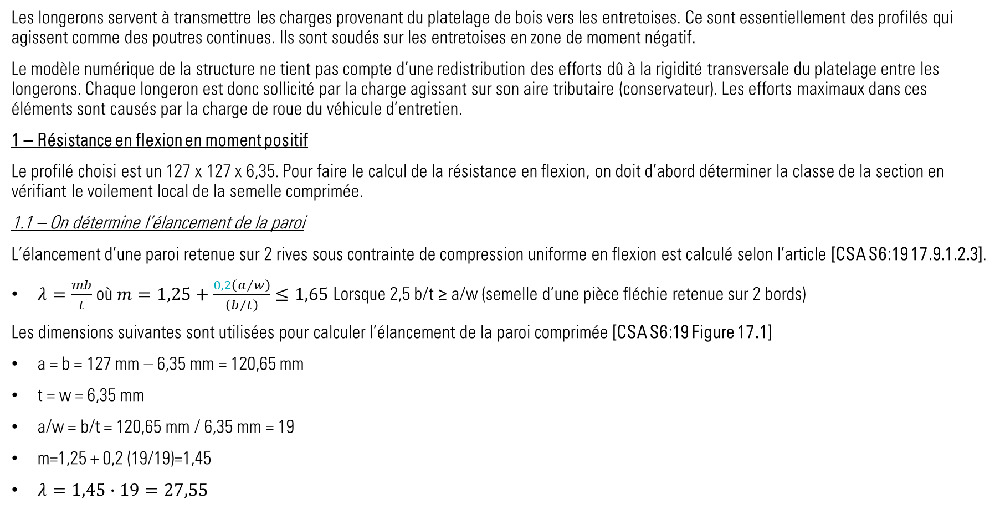 Les longerons servent à transmettre les charges provenant du platelage de bois vers les entretoises. Ce sont essentiellement des profilés qui
agissent comme des poutres continues. Ils sont soudés sur les entretoises en zone de moment négatif.
Le modèle numérique de la structure ne tient pas compte d’une redistribution des efforts dû à la rigidité transversale du platelage entre les
longerons. Chaque longeron est donc sollicité par la charge agissant sur son aire tributaire (conservateur). Les efforts maximaux dans ces
éléments sont causés par la charge de roue du véhicule d’entretien.
1 – Résistance en flexion en moment positif
Le profilé choisi est un 127 x 127 x 6,35. Pour faire le calcul de la résistance en flexion, on doit d’abord déterminer la classe de la section en
vérifiant le voilement local de la semelle comprimée.
1.1 – On détermine l’élancement de la paroi
L’élancement d’une paroi retenue sur 2 rives sous contrainte de compression uniforme en flexion est calculé selon l’article [CSA S6:19 17.9.1.2.3].
• λ = mb/t où m = 1,25 + 0,2(a/w)/(b/t) ≤ 1,65 Lorsque 2,5 b/t ≥ a/w (semelle d’une pièce fléchie retenue sur 2 bords)
Les dimensions suivantes sont utilisées pour calculer l’élancement de la paroi comprimée [CSA S6:19 Figure 17.1]
• a = b = 127 mm – 6,35 mm = 120,65 mm
• t = w = 6,35 mm
• a/w = b/t = 120,65 mm / 6,35 mm = 19
• m=1,25 + 0,2 (19/19)=1,45
• λ = 1,45 · 19 = 27,55